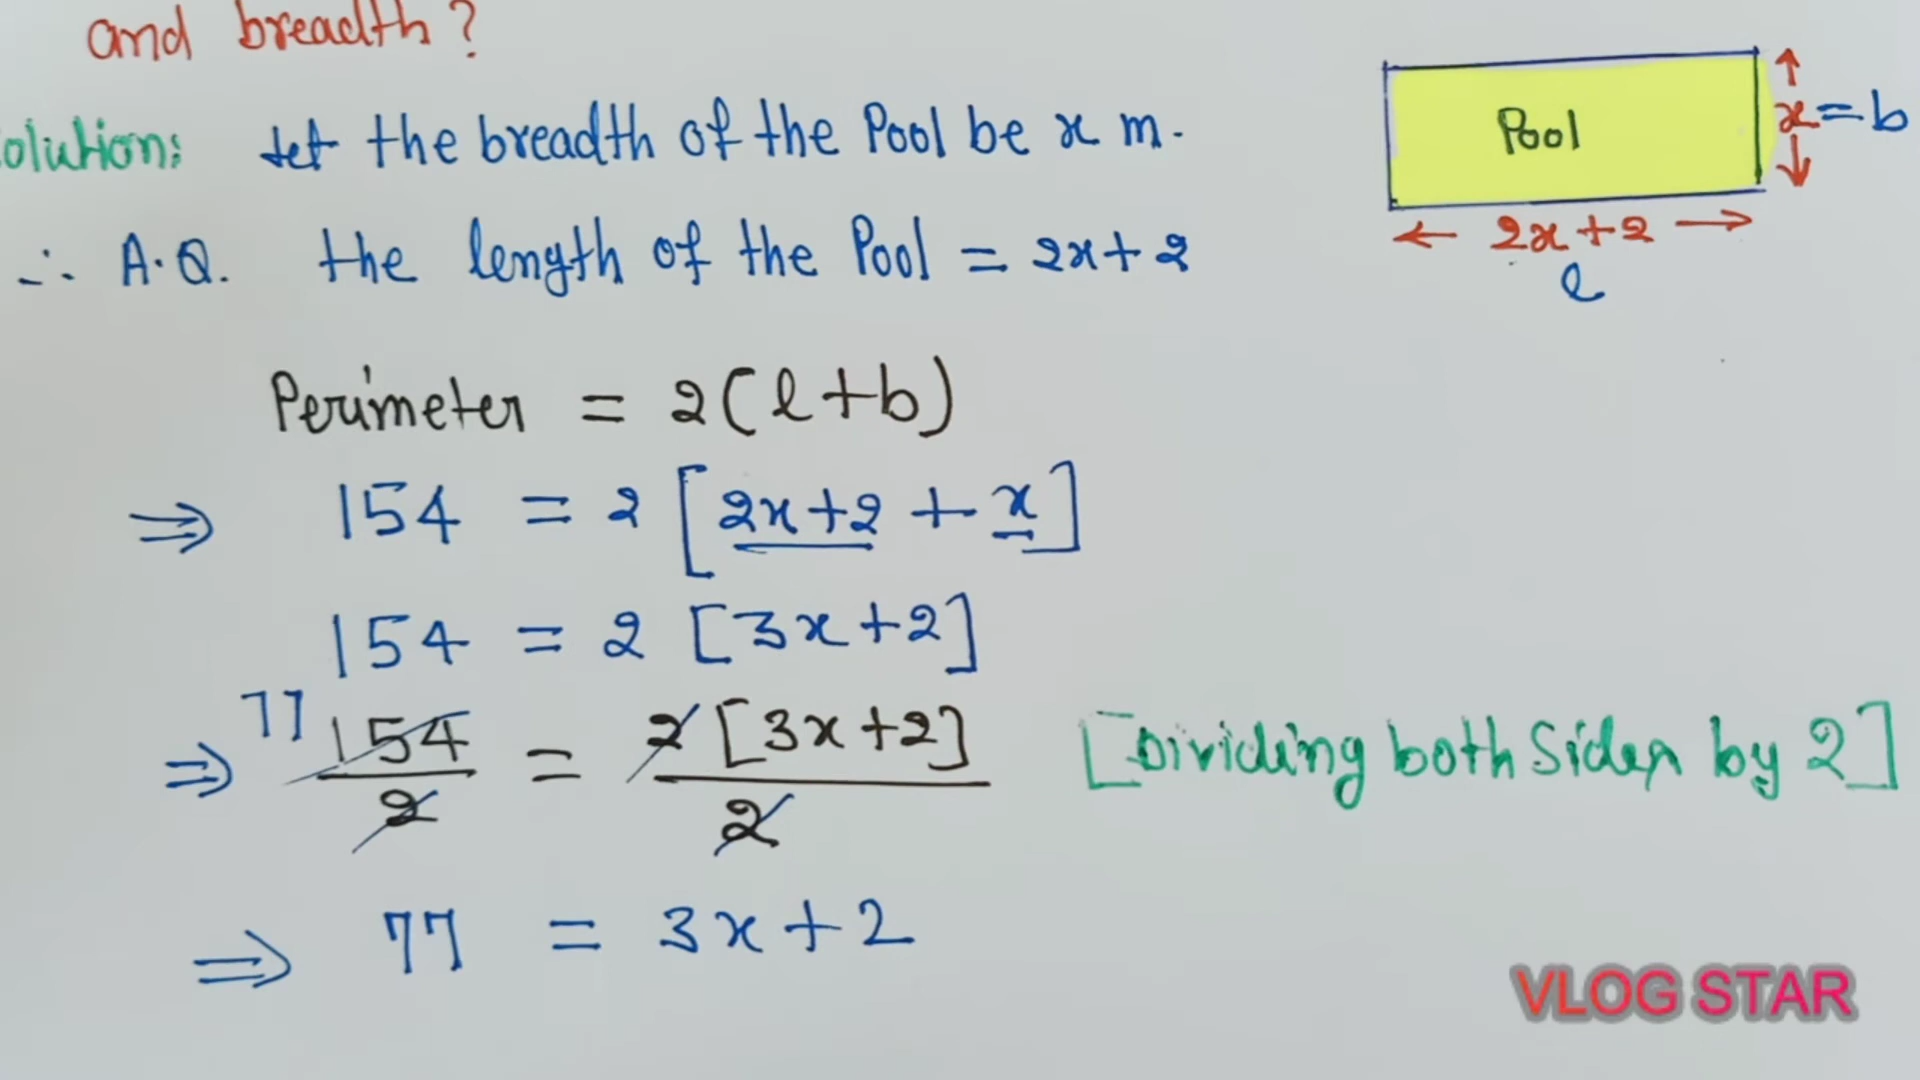 and breadth?
olution: Let the breadth of the Pool be x m.
∴ A.Q. the length of the Pool = 2x+2
Pool
x = b
← 2x+2 →
l
Perimeter = 2(l+b)
⇒ 154 = 2 [2x+2 + x]
154 = 2 [3x+2]
77
⇒ 154/2 = 2 [3x+2]/2 [Dividing both Sides by 2]
⇒ 77 = 3x+2
VLOG STAR